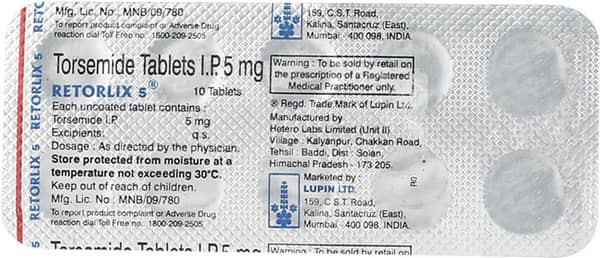 Mfg. Lic. No : MNB/09/780
To report product complaint or Adverse Drug
reaction dial Toll Free no. 1800-209-2505
159, C.S.T. Road,
Kalina, Santacruz (East),
Mumbai - 400 098, INDIA.
RETORLIX 5
RETORLIX 5
Torsemide Tablets I.P. 5 mg
RETORLIX 5®
10 Tablets
Each uncoated tablet contains :
Torsemide I.P. 5 mg
Excipients: q.s.
Dosage : As directed by the physician.
Store protected from moisture at a
temperature not exceeding 30°C.
Keep out of reach of children.
Mfg. Lic. No : MNB/09/780
To report product complaint or Adverse Drug
reaction dial Toll Free no. 1800-209-2505
Warning : To be sold by retail on
the prescription of a Registered
Medical Practitioner only.
® Regd. Trade Mark of Lupin Ltd.
Manufactured by
Hetero Labs Limited (Unit II)
Village : Kalyanpur, Chakkan Road,
Tehsil : Baddi, Dist : Solan,
Himachal Pradesh - 173 205.
R0
Marketed by :
LUPIN LTD.
159, C.S.T. Road,
Kalina, Santacruz (East),
Mumbai - 400 098, INDIA.
Torsemide Tablets I.P. 5 mg
Warning : To be sold by retail on